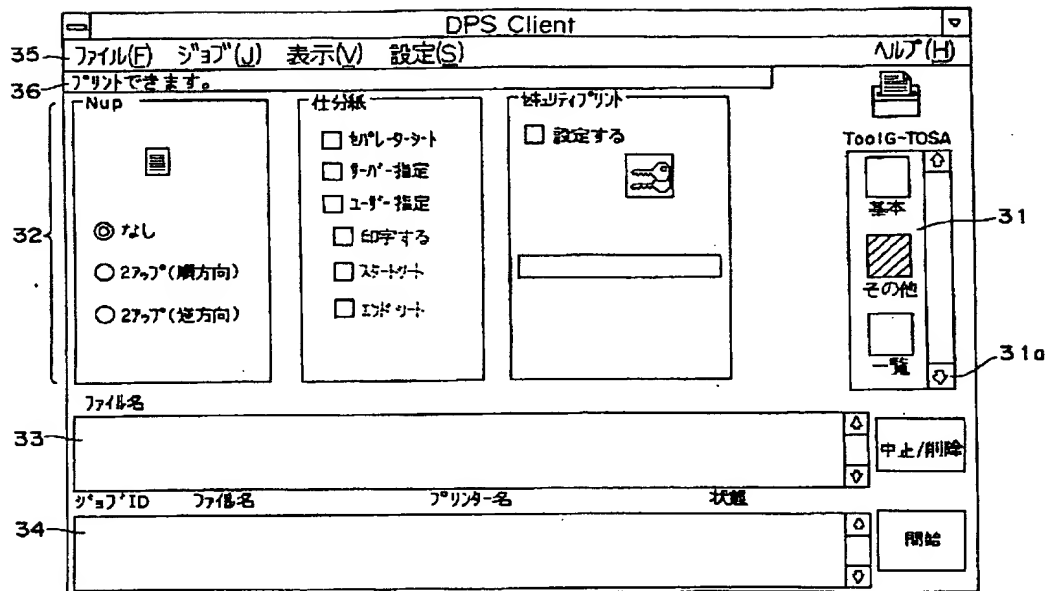 DPS Client
35 ファイル(F) ジョブ(J) 表示(V) 設定(S) ヘルプ(H)
36 プリントできます。
32
Nup
なし
2アップ(順方向)
2アップ(逆方向)
仕分紙
セパレーターシート
サーバー指定
ユーザー指定
印字する
スタートシート
エンドシート
セキュリティプリント
設定する
ToolG-TOSA
基本
その他
一覧
31
31a
ファイル名
33
中止/削除
ジョブID ファイル名 プリンター名 状態
34
開始